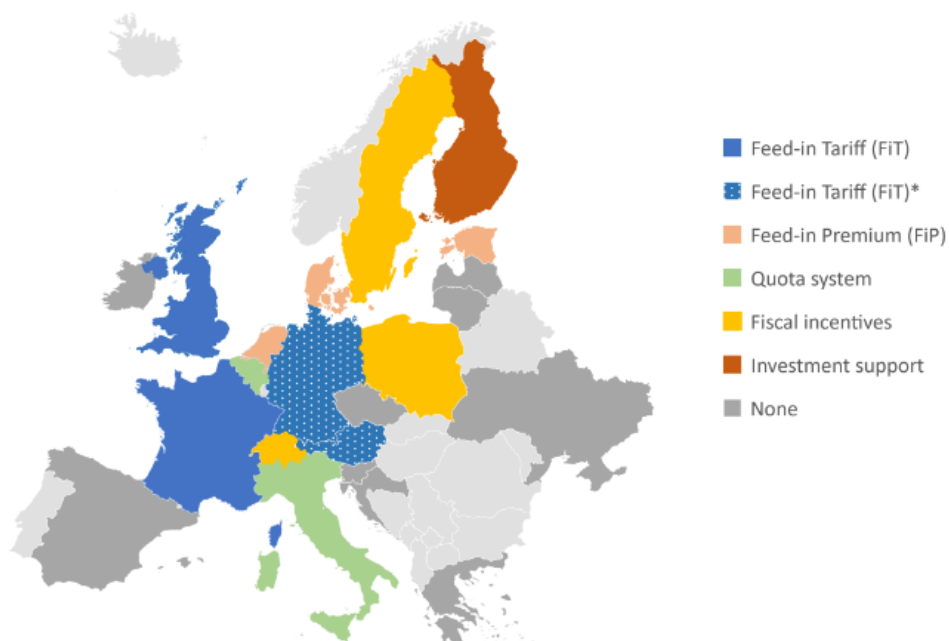 Feed-in Tariff (FiT)
Feed-in Tariff (FiT)*
Feed-in Premium (FiP)
Quota system
Fiscal incentives
Investment support
None